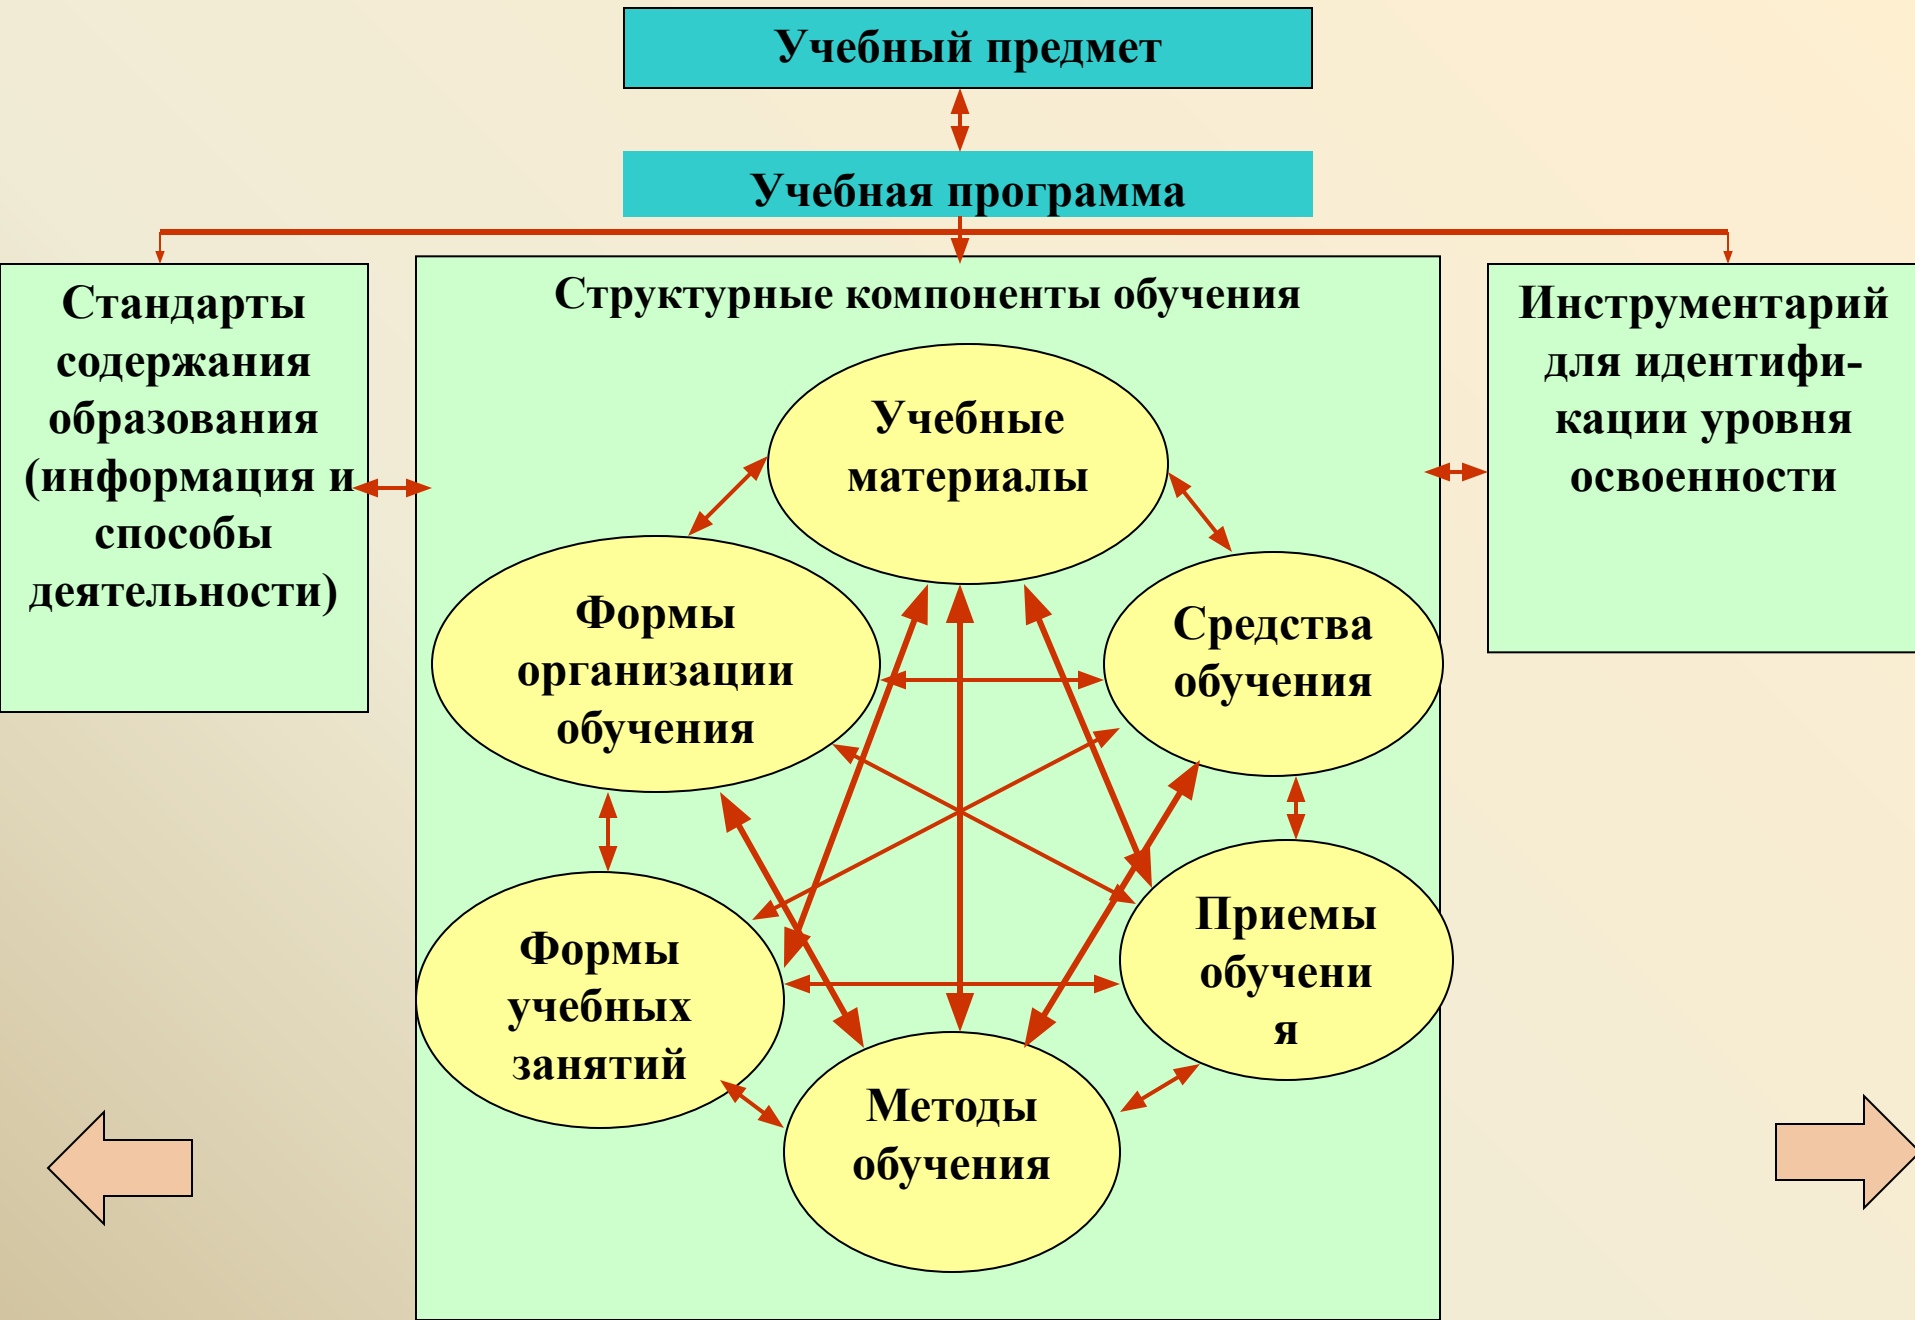 Учебный предмет
Учебная программа
Стандарты
содержания
образования
(информация и
способы
деятельности)
Структурные компоненты обучения
Учебные
материалы
Формы
организации
обучения
Средства
обучения
Формы
учебных
занятий
Приемы
обучени
я
Методы
обучения
Инструментарий
для идентифи-
кации уровня
освоенности